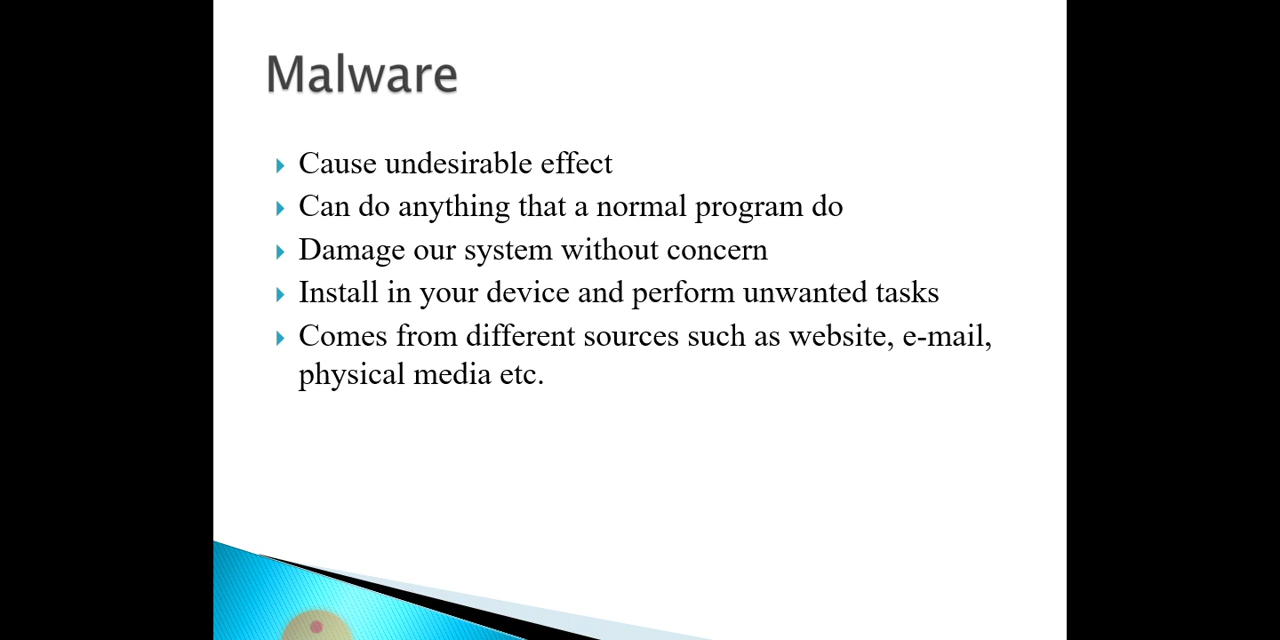 Malware
Cause undesirable effect
Can do anything that a normal program do
Damage our system without concern
Install in your device and perform unwanted tasks
Comes from different sources such as website, e-mail,
physical media etc.